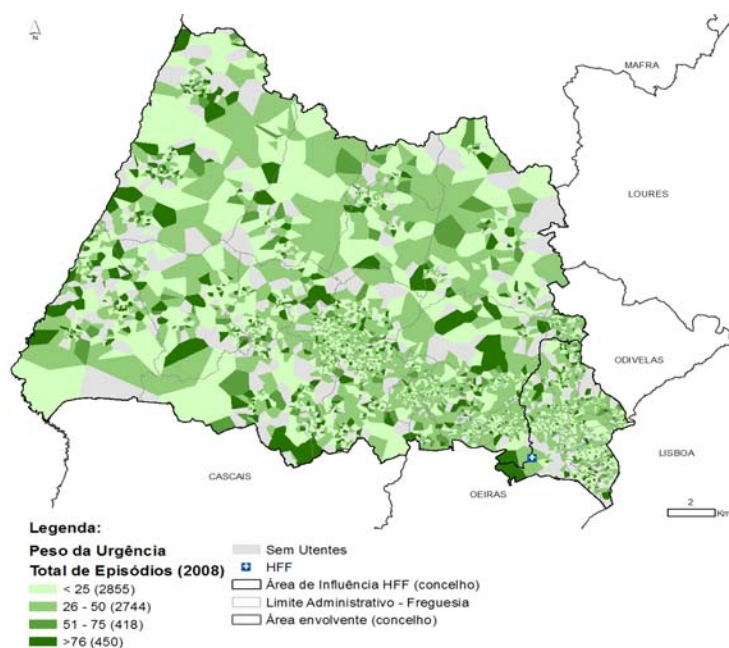 N
MAFRA
LOURES
ODIVELAS
LISBOA
CASCAIS
OEIRAS
2
Km
Legenda:
Peso da Urgência
Total de Episódios (2008)
< 25 (2855)
26 - 50 (2744)
51 - 75 (418)
>76 (450)
Sem Utentes
HFF
Área de Influência HFF (concelho)
Limite Administrativo - Freguesia
Área envolvente (concelho)